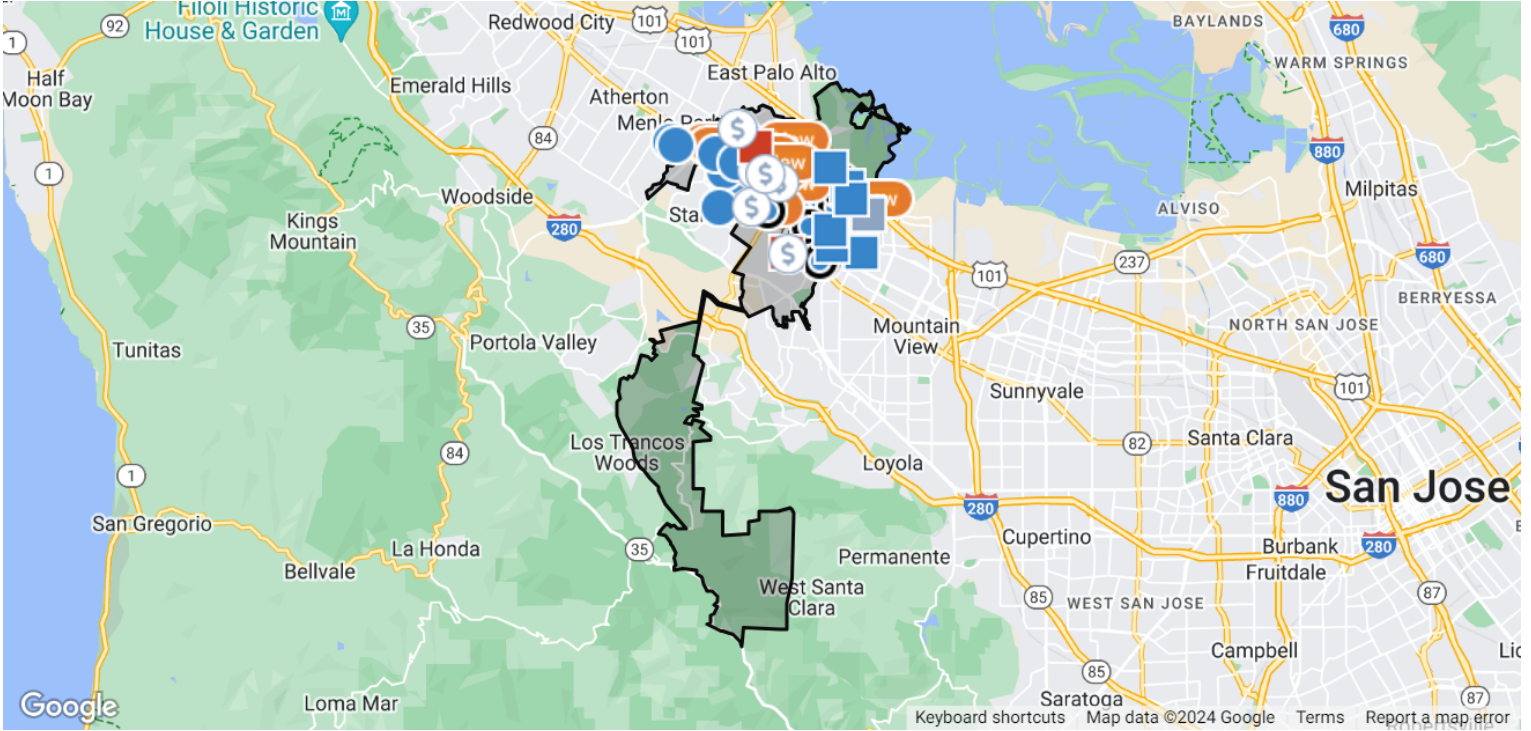 Filoli Historic
House & Garden
Redwood City
101
BAYLANDS
680
92
1
101
WARM SPRINGS
Half
Moon Bay
Emerald Hills
East Palo Alto
Atherton
Menlo Park
84
$
880
1
Woodside
Milpitas
$
ALVISO
Kings
Mountain
280
$
680
$
237
101
BERRYESSA
35
Mountain
View
NORTH SAN JOSE
Tunitas
Portola Valley
Sunnyvale
101
Los Trancos
Woods
82
Santa Clara
84
Loyola
1
San Jose
880
280
San Gregorio
La Honda
35
Permanente
Cupertino
Burbank
280
Fruitdale
Bellvale
West Santa
Clara
85
WEST SAN JOSE
87
Campbell
85
Loma Mar
Saratoga
87
Google
Keyboard shortcuts
Map data ©2024 Google
Terms
Report a map error